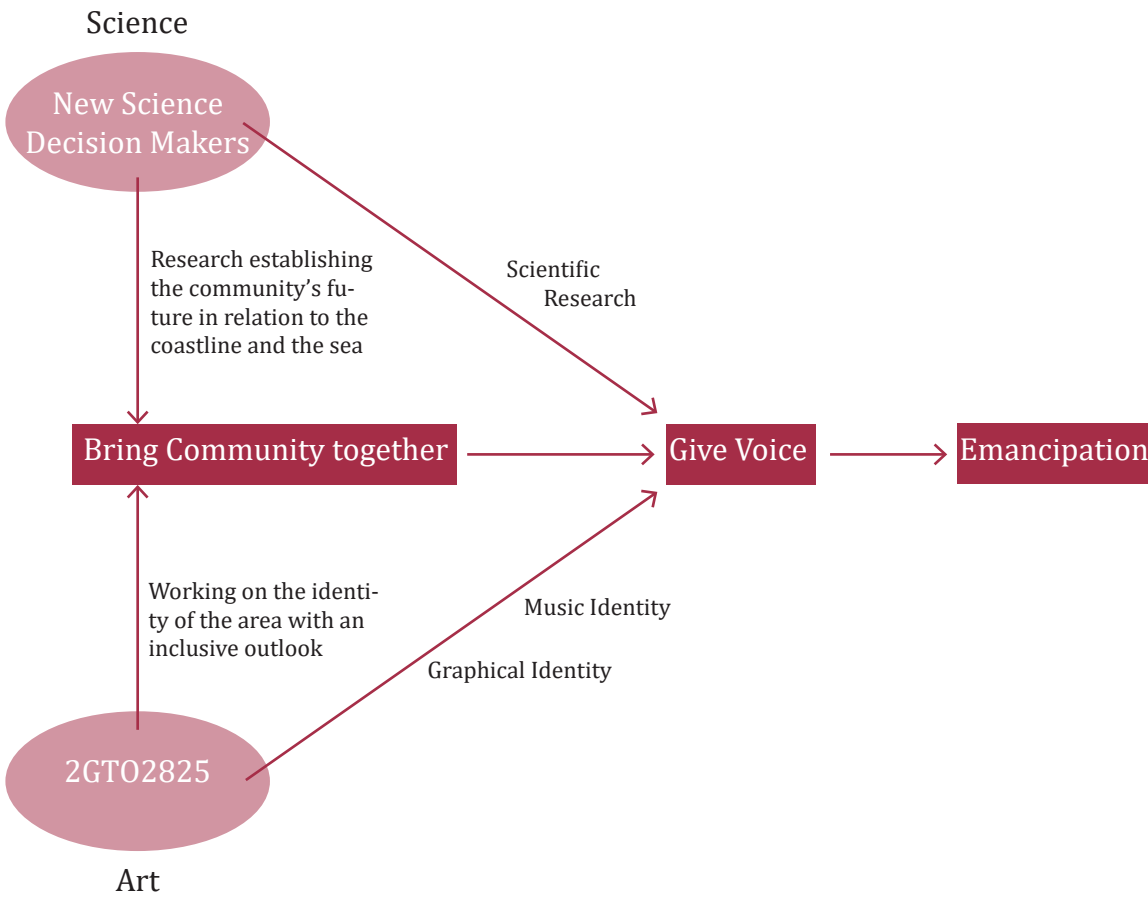 Science
New Science
Decision Makers
Research establishing
the community’s fu-
ture in relation to the
coastline and the sea
Scientific
Research
Bring Community together
Give Voice
Emancipation
Working on the identi-
ty of the area with an
inclusive outlook
Music Identity
Graphical Identity
2GTO2825
Art